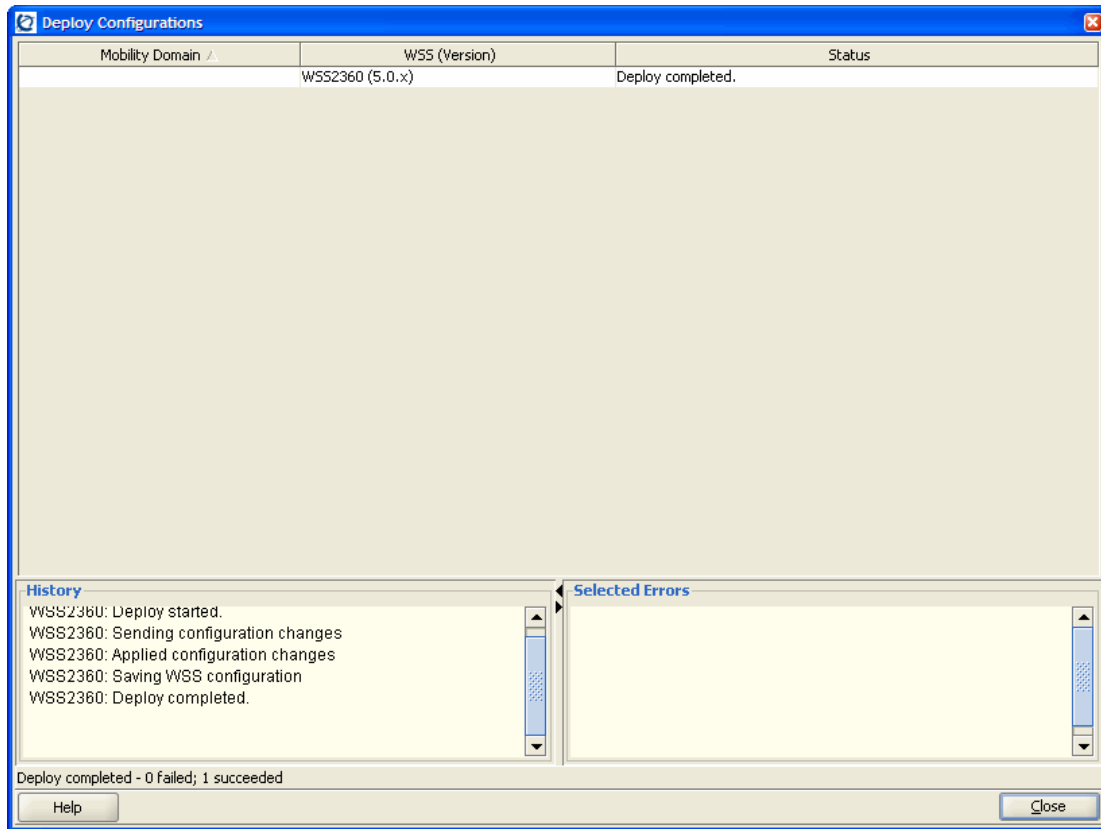 Deploy Configurations
Mobility Domain WSS (Version) Status
WSS2360 (5.0.x) Deploy completed.
History
WSS2360: Deploy started.
WSS2360: Sending configuration changes
WSS2360: Applied configuration changes
WSS2360: Saving WSS configuration
WSS2360: Deploy completed.
Selected Errors
Deploy completed - 0 failed; 1 succeeded
Help Close